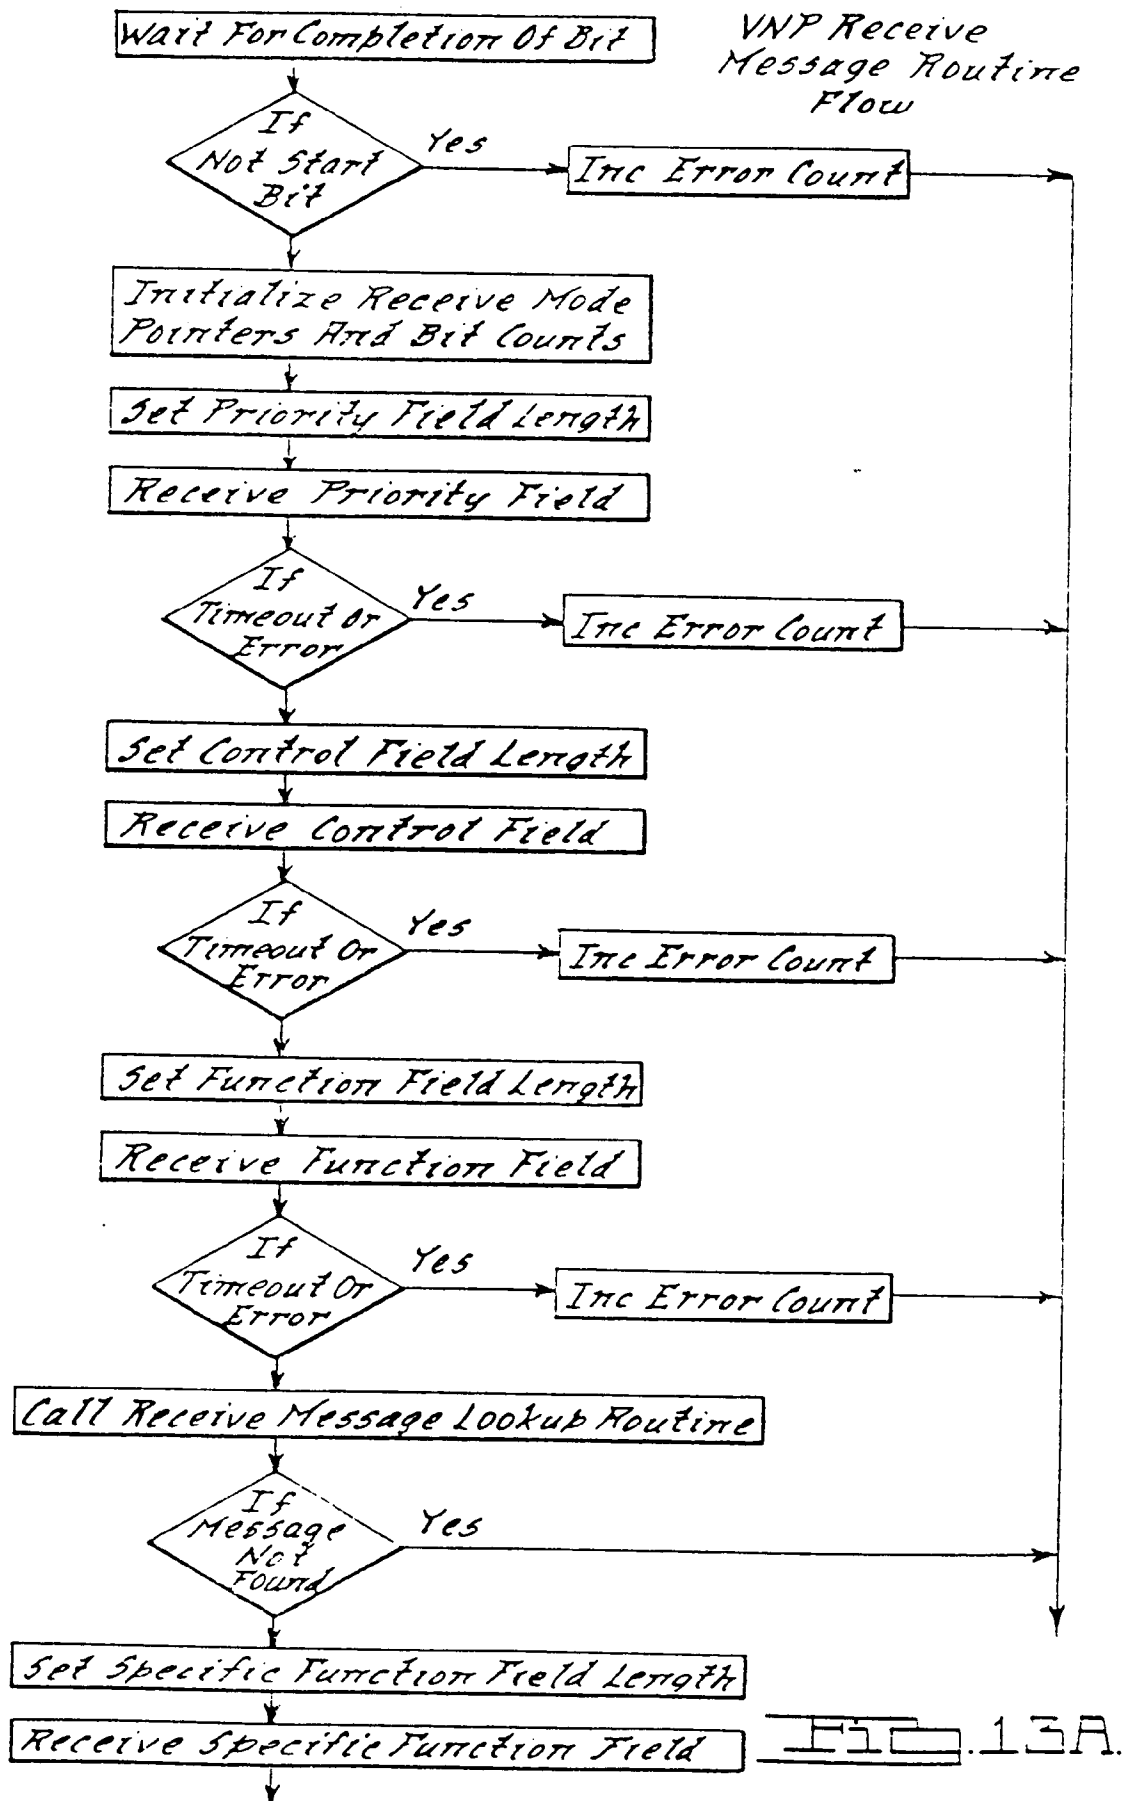 Wait For Completion Of Bit
VNP Receive
Message Routine
Flow
If
Not Start
Bit
Yes
Inc Error Count
Initialize Receive Mode
Pointers And Bit Counts
Set Priority Field Length
Receive Priority Field
If
Timeout Or
Error
Yes
Inc Error Count
Set Control Field Length
Receive Control Field
If
Timeout Or
Error
Yes
Inc Error Count
Set Function Field Length
Receive Function Field
If
Timeout Or
Error
Yes
Inc Error Count
Call Receive Message Lookup Routine
If
Message
Not
Found
Yes
Set Specific Function Field Length
Receive Specific Function Field
FIG. 13A.